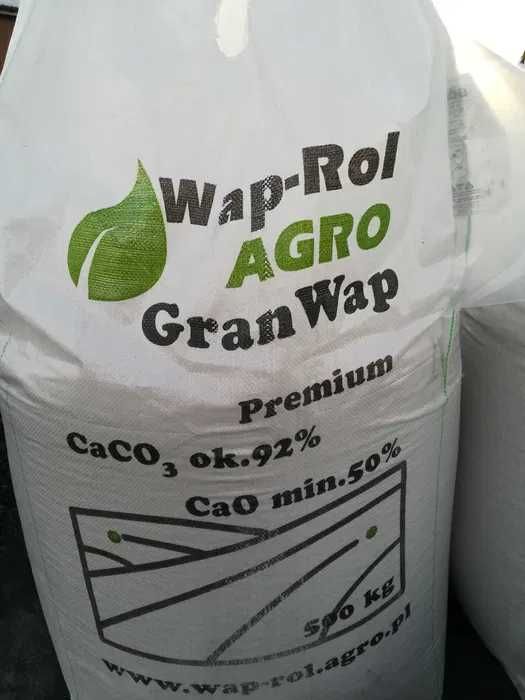 Wap-Rol
AGRO
GranWap
Premium
CaCO₃ ok.92%
CaO min.50%
500 kg
www.wap-rol.agro.pl